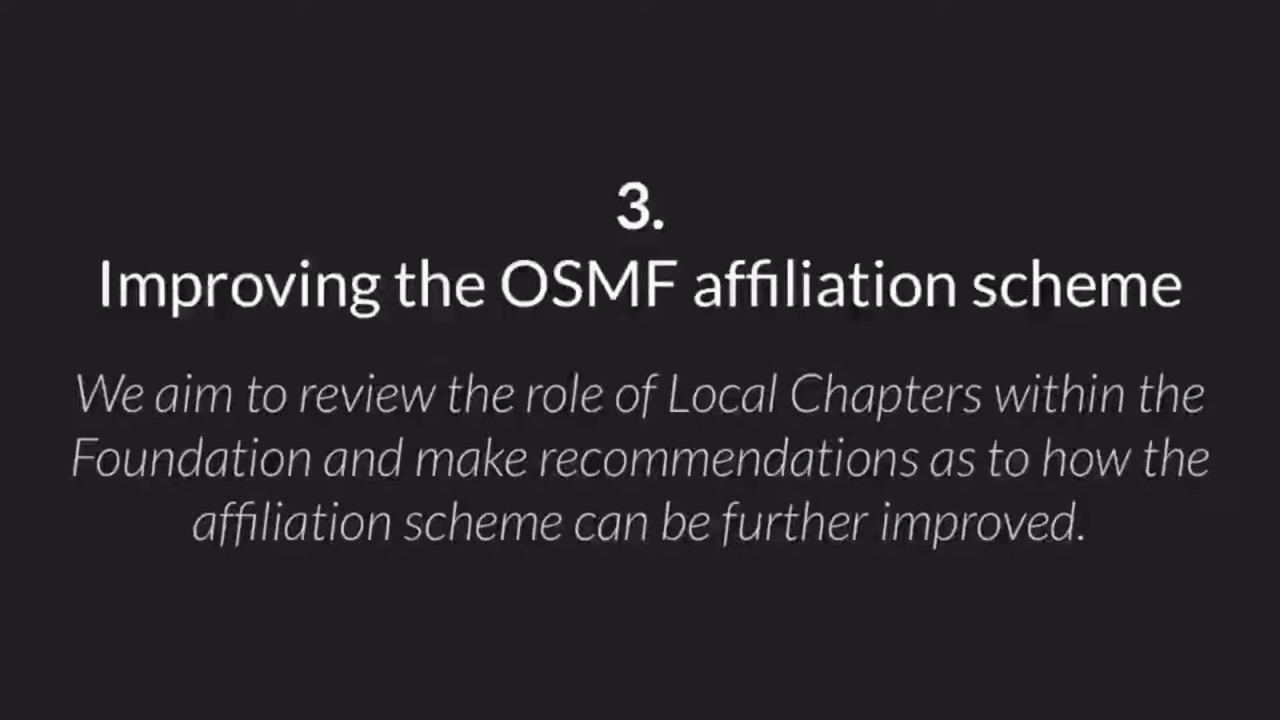 3.
Improving the OSMF affiliation scheme
We aim to review the role of Local Chapters within the
Foundation and make recommendations as to how the
affiliation scheme can be further improved.